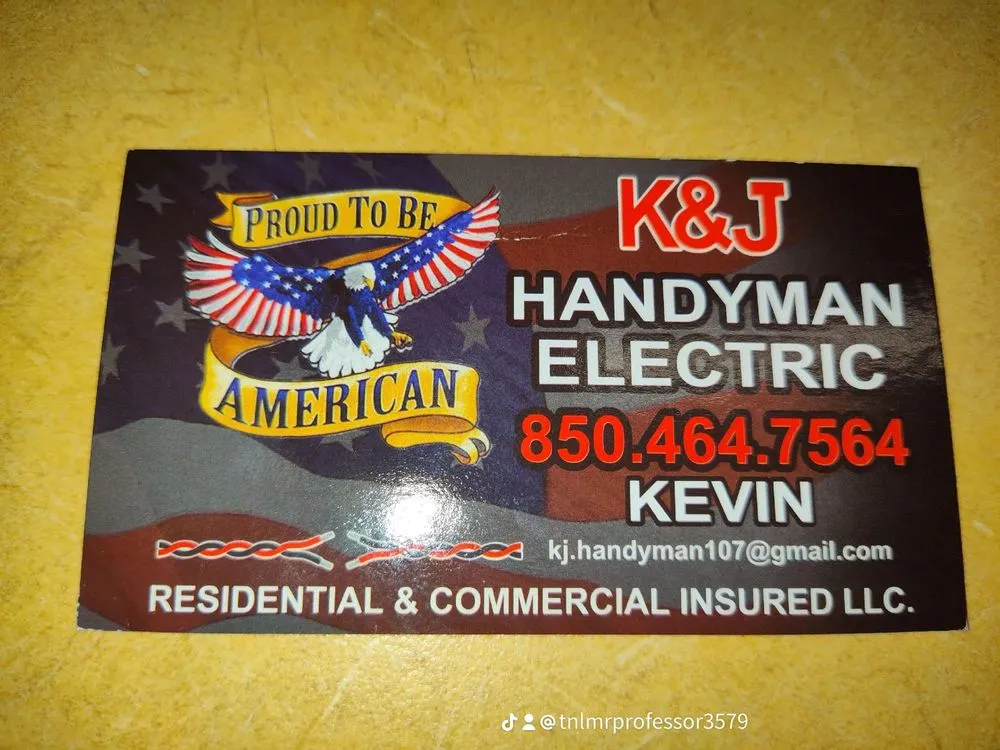 PROUD TO BE
AMERICAN
K&J
HANDYMAN
ELECTRIC
850.464.7564
KEVIN
kj.handyman107@gmail.com
RESIDENTIAL & COMMERCIAL INSURED LLC.
@tnlmrprofessor3579